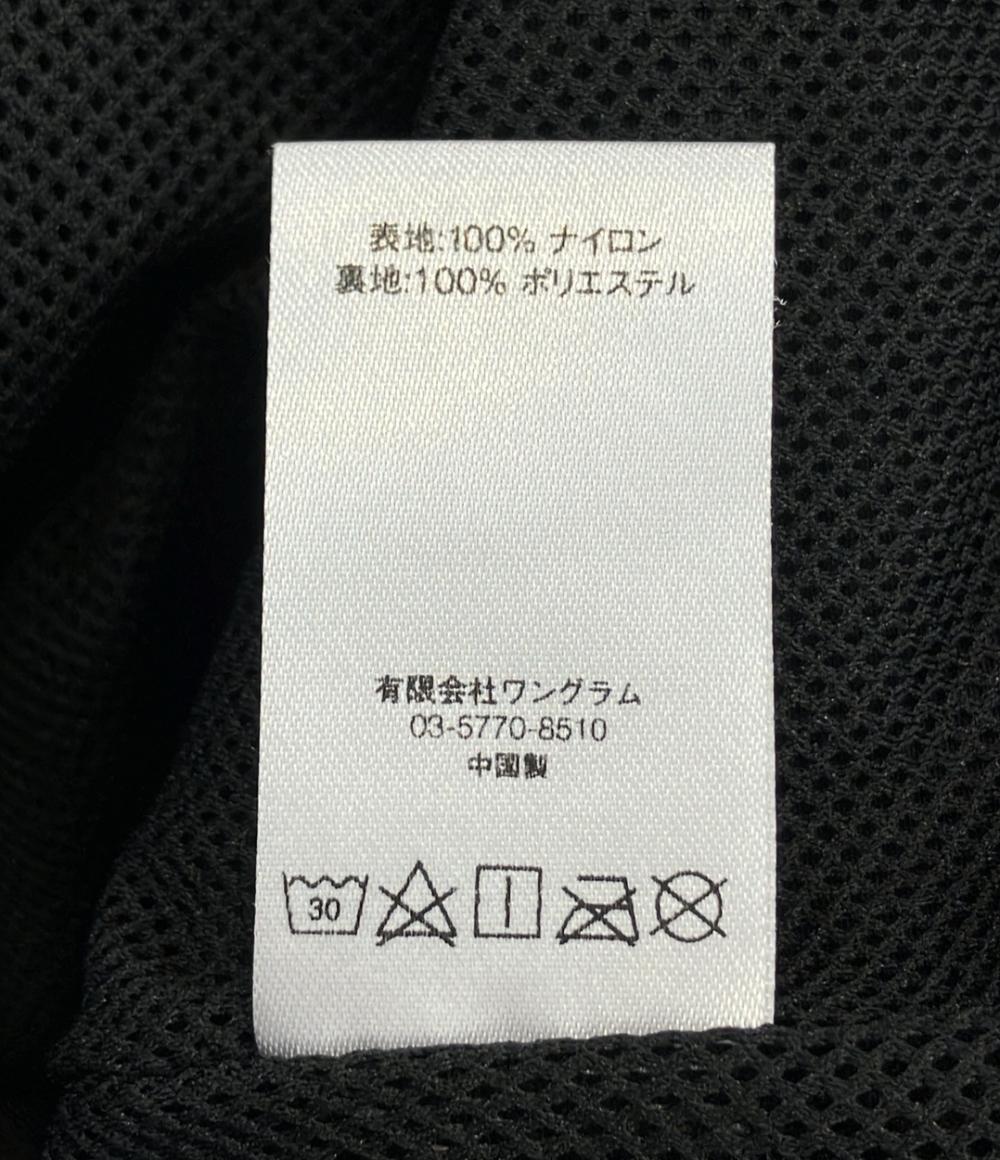 表地:100% ナイロン
裏地:100% ポリエステル
有限会社ワングラム
03-5770-8510
中国製
30